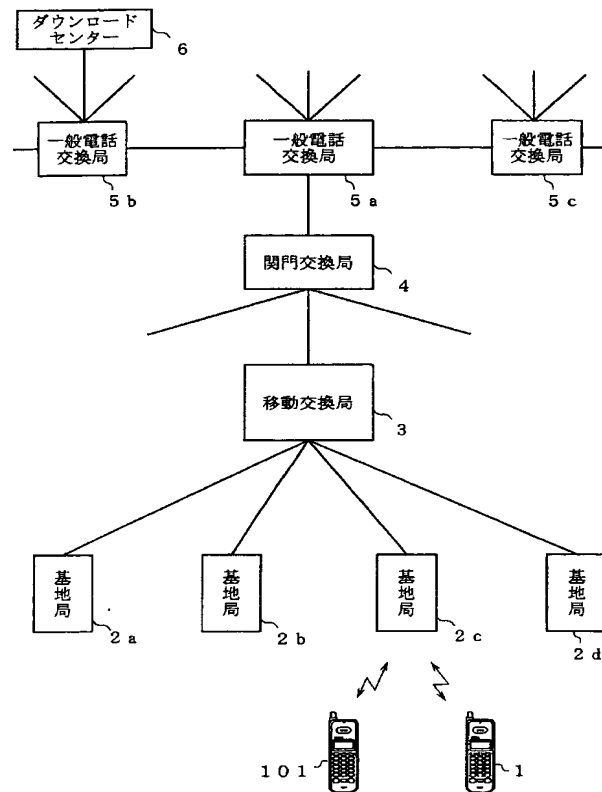 ダウンロード
センター
6
一般電話
交換局
5b
一般電話
交換局
5a
一般電話
交換局
5c
関門交換局
4
移動交換局
3
基地局
2a
基地局
2b
基地局
2c
基地局
2d
101
1